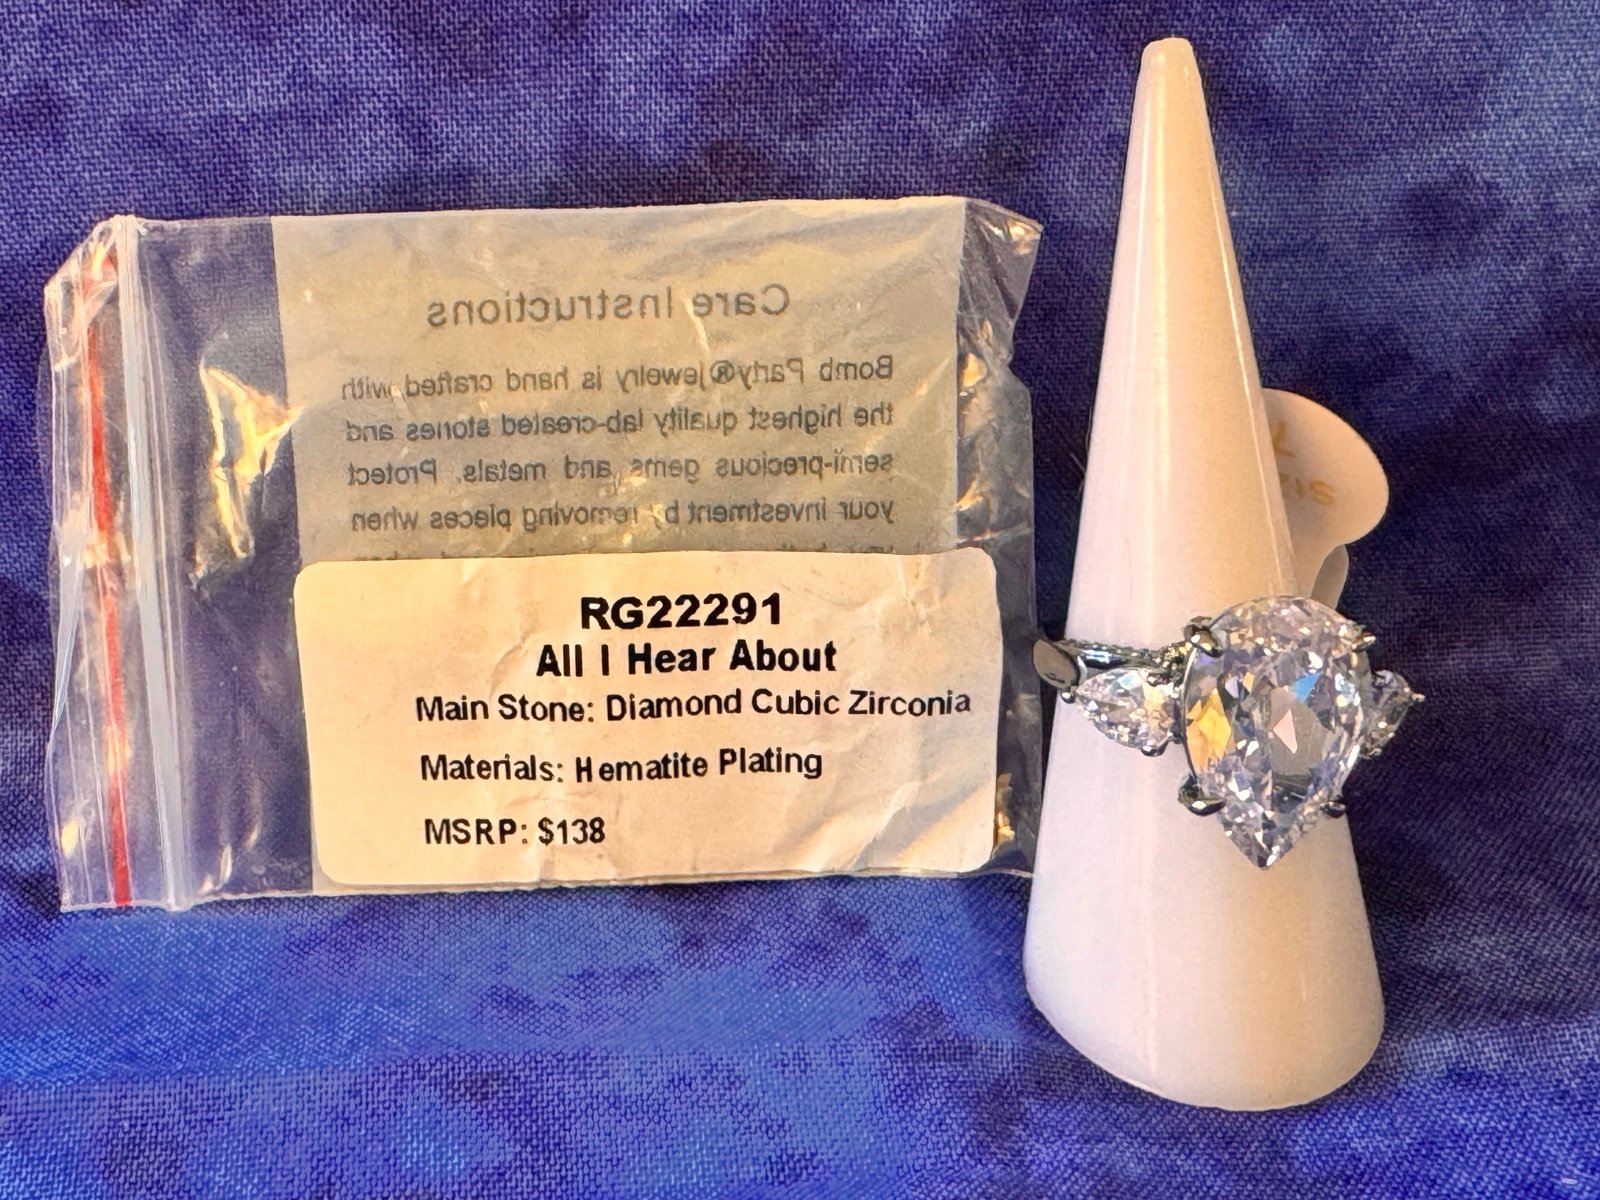 Care Instructions
Bomb Party® jewelry is hand crafted with
the highest quality lab-created stones and
semi-precious gems and metals. Protect
your investment by removing pieces when
RG22291
All I Hear About
Main Stone: Diamond Cubic Zirconia
Materials: Hematite Plating
MSRP: $138
7